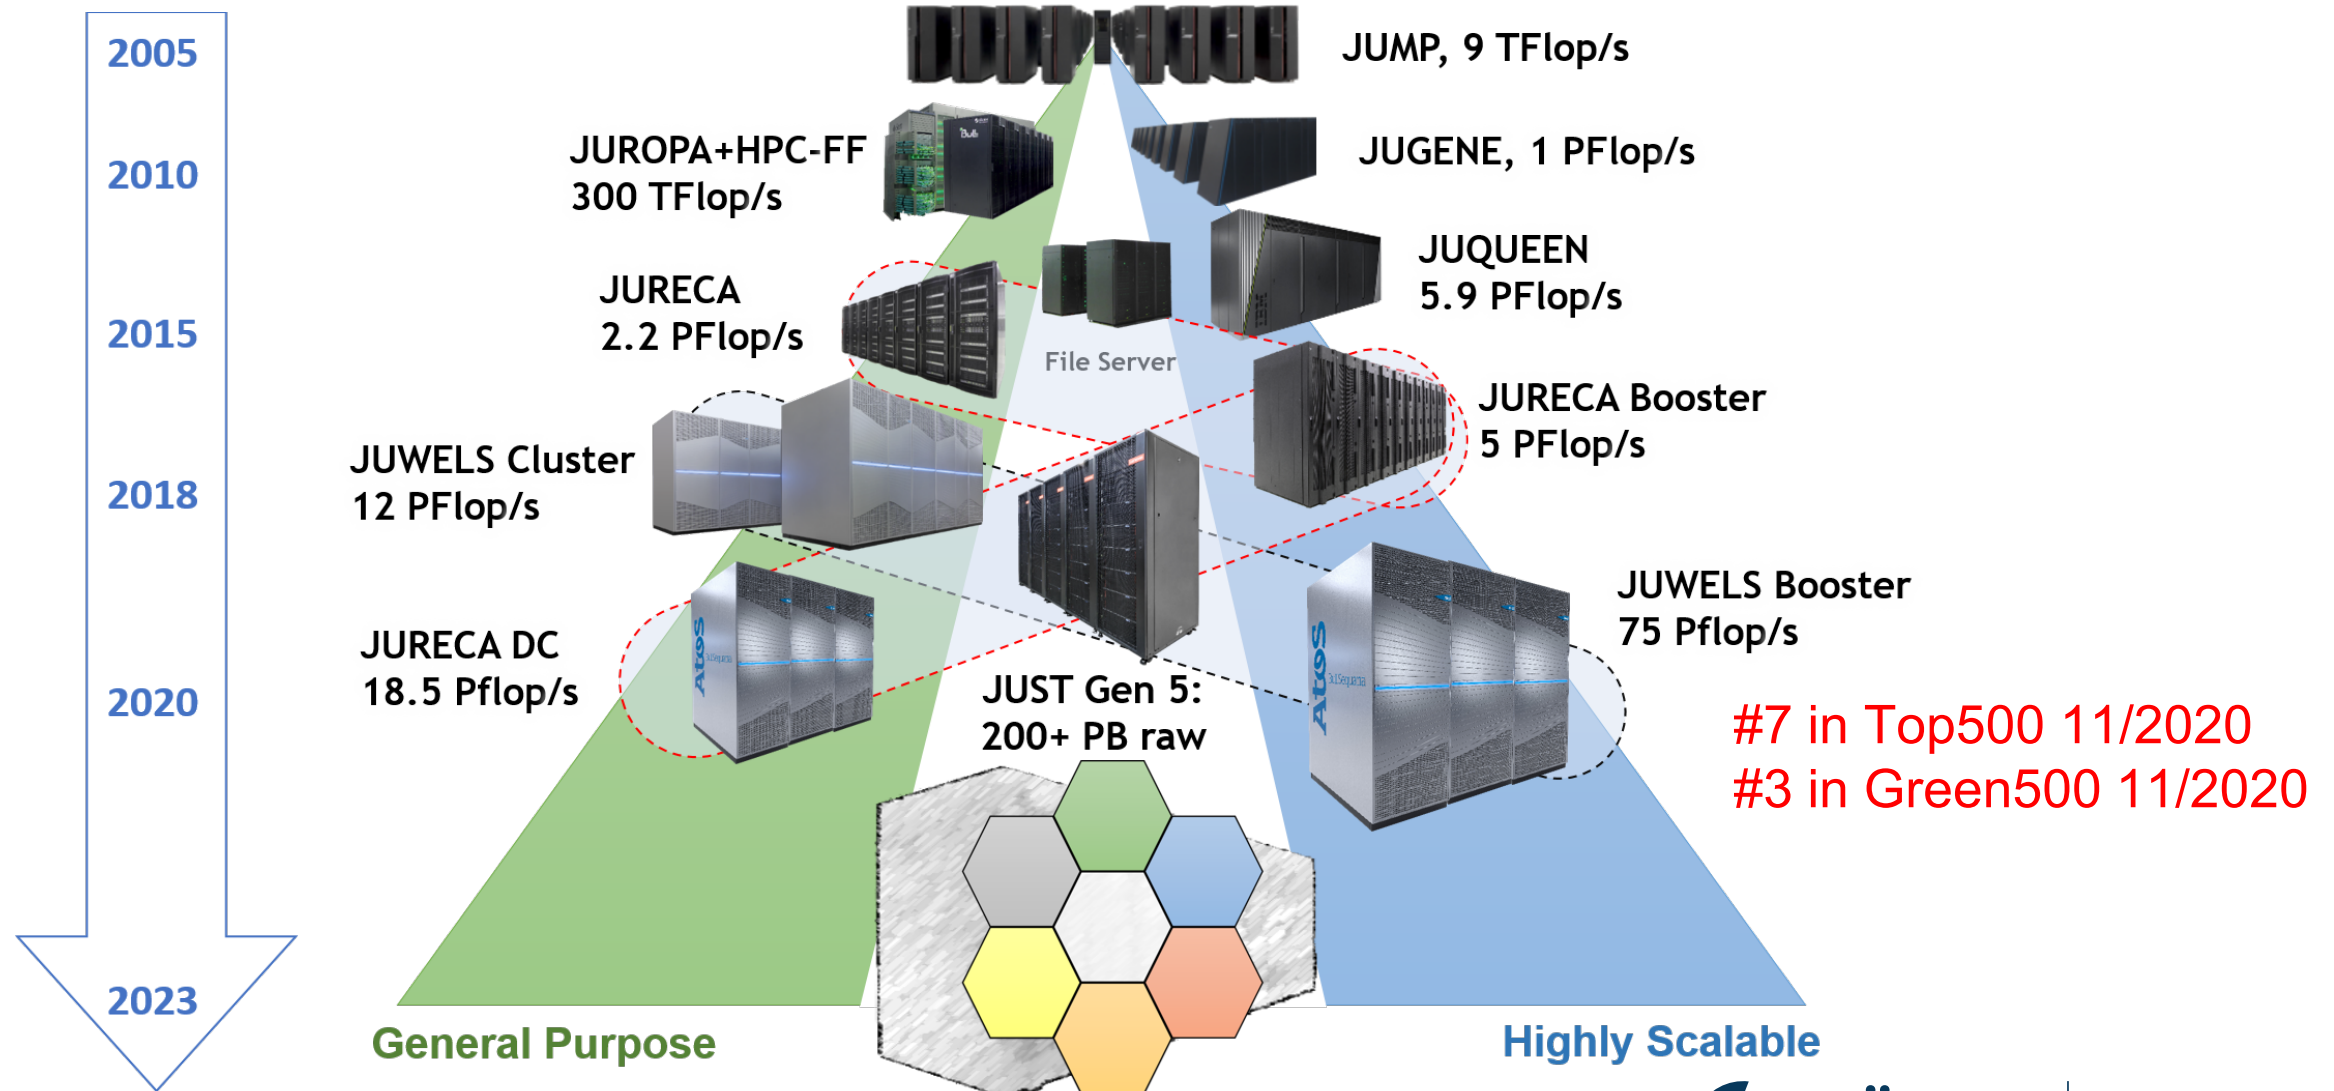 2005
JUMP, 9 TFlop/s
JUROPA+HPC-FF
300 TFlop/s
JUGENE, 1 PFlop/s
2010
JUQUEEN
5.9 PFlop/s
JURECA
2.2 PFlop/s
IBM
2015
File Server
JURECA Booster
5 PFlop/s
JUWELS Cluster
12 PFlop/s
2018
JUWELS Booster
75 Pflop/s
JURECA DC
18.5 Pflop/s
Atos
Atos
2020
JUST Gen 5:
200+ PB raw
#7 in Top500 11/2020
#3 in Green500 11/2020
2023
General Purpose
Highly Scalable